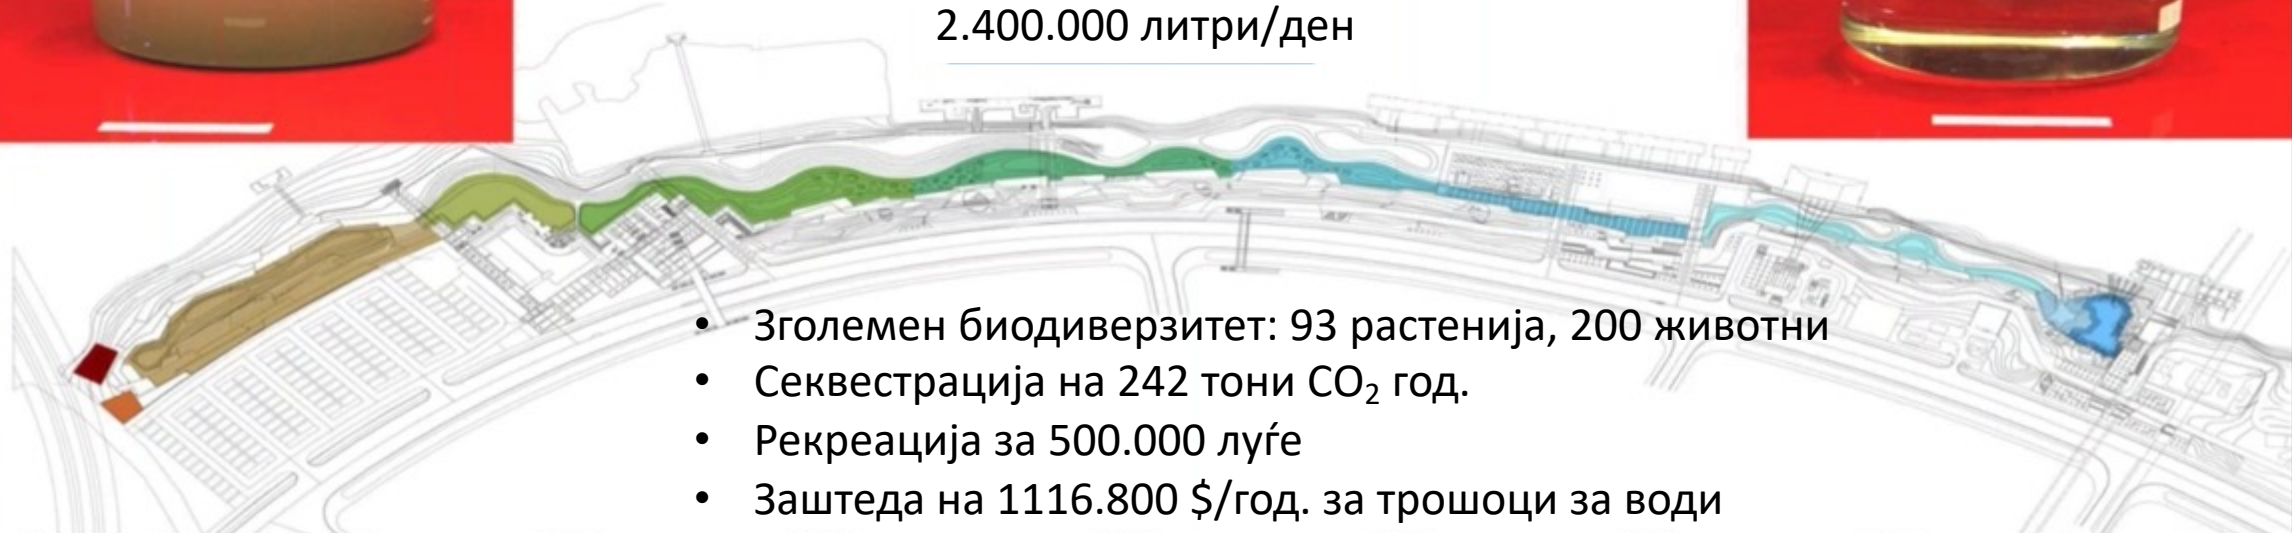 2.400.000 литри/ден
• Зголемен биодиверзитет: 93 растенија, 200 животни
• Секвестрација на 242 тони CO₂ год.
• Рекреација за 500.000 луѓе
• Заштеда на 1116.800 $/год. за трошоци за води